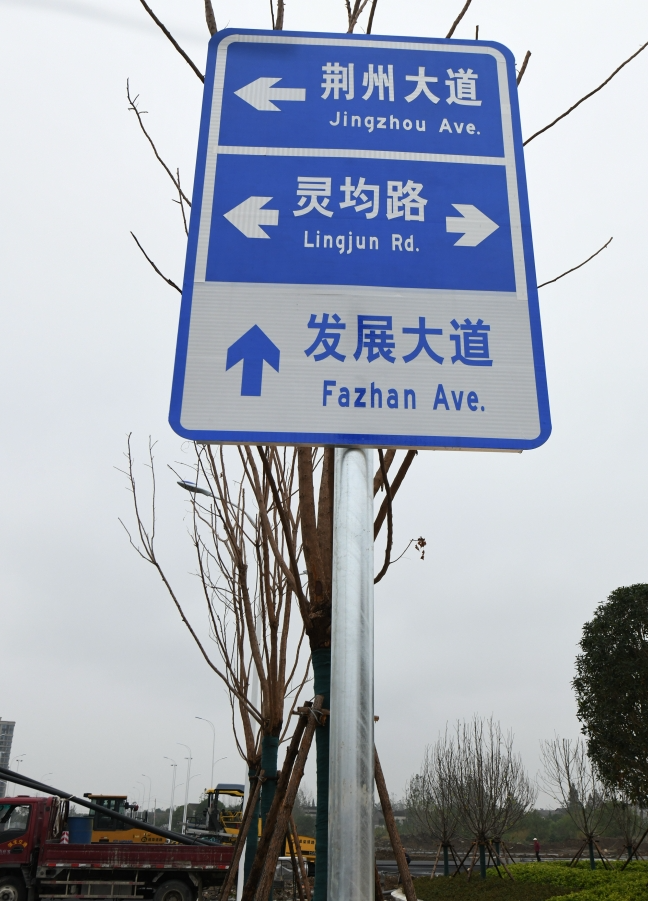 荆州大道
Jingzhou Ave.
灵均路
Lingjun Rd.
发展大道
Fazhan Ave.